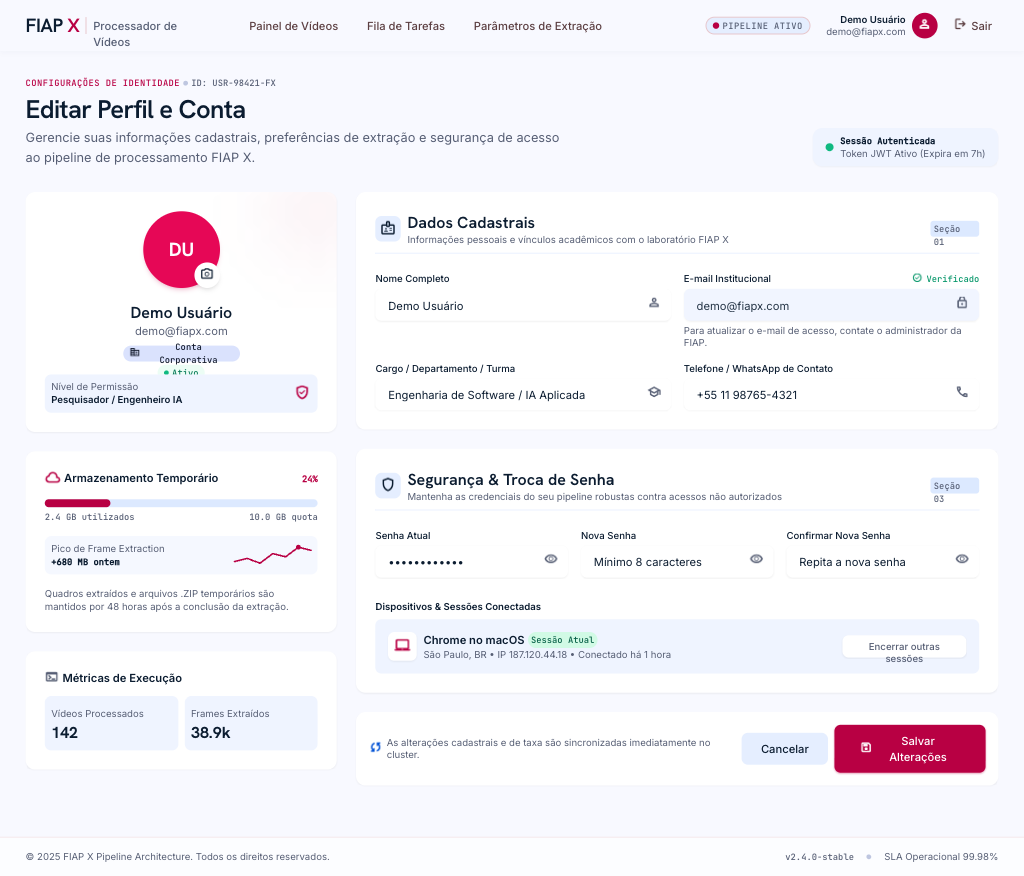 FIAP X
Processador de
Vídeos
Painel de Vídeos
Fila de Tarefas
Parâmetros de Extração
PIPELINE ATIVO
Demo Usuário
demo@fiapx.com
Sair
CONFIGURAÇÕES DE IDENTIDADE ID: USR-98421-FX
Editar Perfil e Conta
Gerencie suas informações cadastrais, preferências de extração e segurança de acesso
ao pipeline de processamento FIAP X.
Sessão Autenticada
Token JWT Ativo (Expira em 7h)
DU
Demo Usuário
demo@fiapx.com
Conta
Corporativa
Ativo
Nível de Permissão
Pesquisador / Engenheiro IA
Armazenamento Temporário
24%
2.4 GB utilizados
10.0 GB quota
Pico de Frame Extraction
+680 MB ontem
Quadros extraídos e arquivos .ZIP temporários são
mantidos por 48 horas após a conclusão da extração.
Métricas de Execução
Vídeos Processados
142
Frames Extraídos
38.9k
Dados Cadastrais
Informações pessoais e vínculos acadêmicos com o laboratório FIAP X
Seção
01
Nome Completo
Demo Usuário
E-mail Institucional
Verificado
demo@fiapx.com
Para atualizar o e-mail de acesso, contate o administrador da
FIAP.
Cargo / Departamento / Turma
Engenharia de Software / IA Aplicada
Telefone / WhatsApp de Contato
+55 11 98765-4321
Segurança & Troca de Senha
Mantenha as credenciais do seu pipeline robustas contra acessos não autorizados
Seção
03
Senha Atual
••••••••••••
Nova Senha
Mínimo 8 caracteres
Confirmar Nova Senha
Repita a nova senha
Dispositivos & Sessões Conectadas
Chrome no macOS
Sessão Atual
São Paulo, BR • IP 187.120.44.18 • Conectado há 1 hora
Encerrar outras
sessões
As alterações cadastrais e de taxa são sincronizadas imediatamente no
cluster.
Cancelar
Salvar
Alterações
© 2025 FIAP X Pipeline Architecture. Todos os direitos reservados.
v2.4.0-stable
SLA Operacional 99.98%